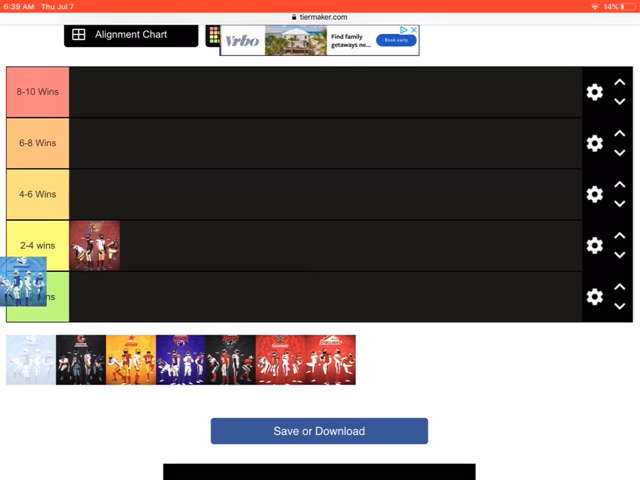 6:39 AM Thu Jul 7
14%
tiermaker.com
Alignment Chart
Vrbo
Find family
getaways ne...
Book early
8-10 Wins
6-8 Wins
4-6 Wins
2-4 wins
Save or Download